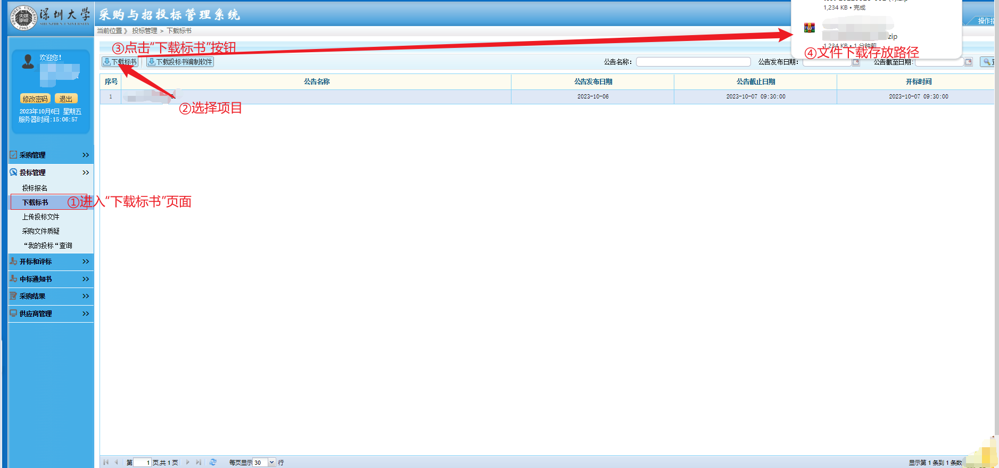 深圳大学
SHENZHEN UNIVERSITY
采购与招投标管理系统
1,234 KB • 完成
操作指
当前位置》 投标管理 > 下载标书
.zip
1,234 KB • 1 分钟前
③点击“下载标书”按钮
④文件下载存放路径
欢迎您!
下载标书
下载投标书编制软件
公告名称:
公告发布日期:
公告截至日期:
序号
公告名称
公告发布日期
公告截止日期
开标时间
1
2023-10-06
2023-10-07 09:30:00
2023-10-07 09:30:00
②选择项目
修改密码
退出
2023年10月6日 星期五
服务器时间:15:06:57
采购管理 >>
投标管理 >>
投标报名
下载标书
①进入“下载标书”页面
上传投标文件
采购文件质疑
“我的投标“查询
开标和评标 >>
中标通知书 >>
采购结果 >>
供应商管理 >>
第 1 页,共 1 页
每页显示 30 行
显示第 1 条到 1 条数